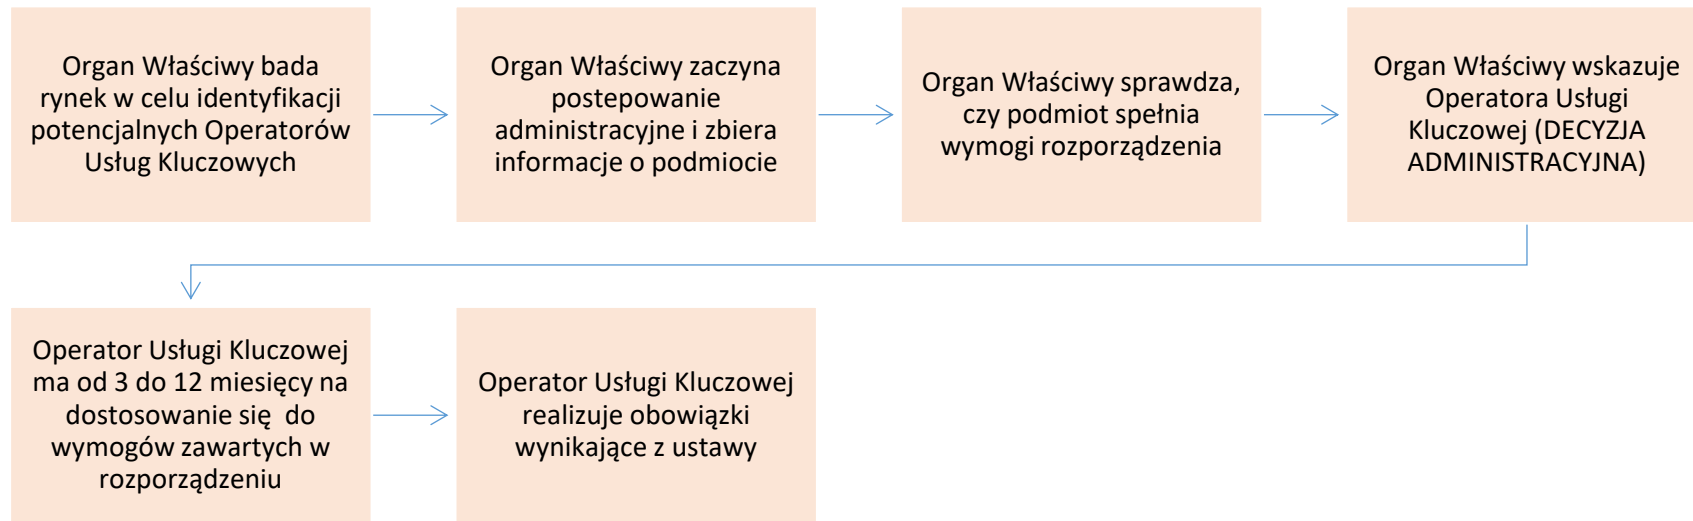 Organ Właściwy bada
rynek w celu identyfikacji
potencjalnych Operatorów
Usług Kluczowych
Organ Właściwy zaczyna
postepowanie
administracyjne i zbiera
informacje o podmiocie
Organ Właściwy sprawdza,
czy podmiot spełnia
wymogi rozporządzenia
Organ Właściwy wskazuje
Operatora Usługi
Kluczowej (DECYZJA
ADMINISTRACYJNA)
Operator Usługi Kluczowej
ma od 3 do 12 miesięcy na
dostosowanie się  do
wymogów zawartych w
rozporządzeniu
Operator Usługi Kluczowej
realizuje obowiązki
wynikające z ustawy